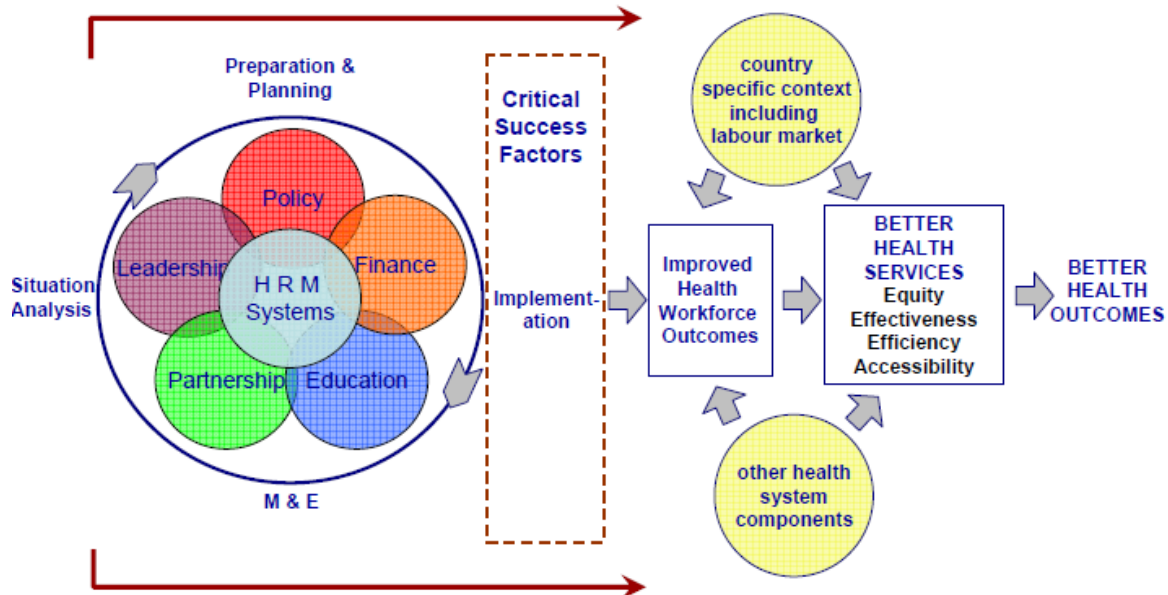 Preparation &
Planning
Critical
Success
Factors
country
specific context
including
labour market
Policy
Leadership
Finance
H R M
Systems
Situation
Analysis
Implement-
ation
Improved
Health
Workforce
Outcomes
BETTER
HEALTH
SERVICES
Equity
Effectiveness
Efficiency
Accessibility
BETTER
HEALTH
OUTCOMES
Partnership
Education
M & E
other health
system
components